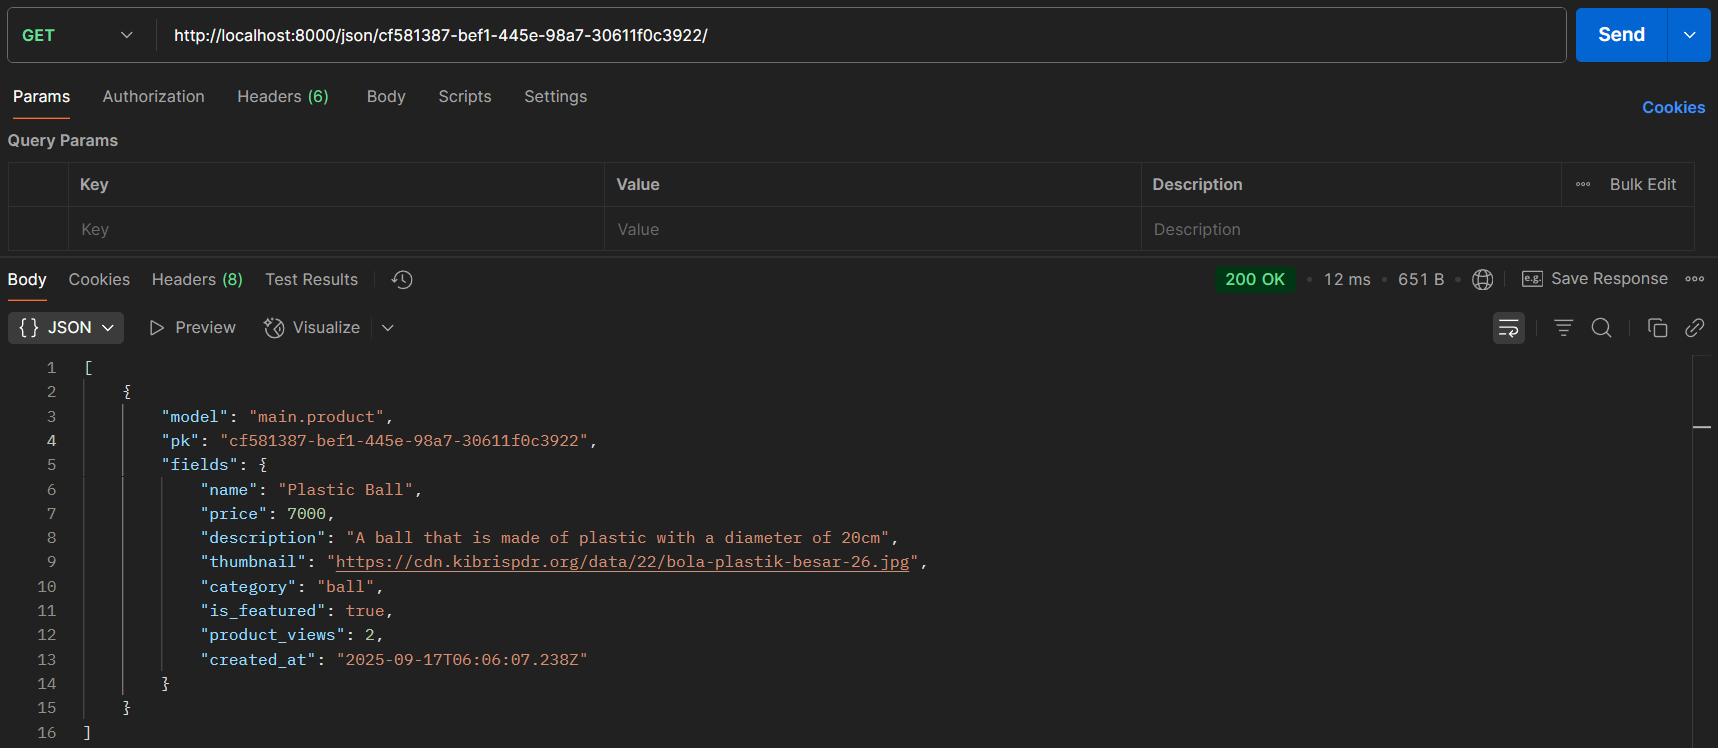 GET http://localhost:8000/json/cf581387-bef1-445e-98a7-30611f0c3922/ Send
Params Authorization Headers (6) Body Scripts Settings
Cookies
Query Params
Key Value Description Bulk Edit
Key Value Description
Body Cookies Headers (8) Test Results 200 OK 12 ms 651 B e.g. Save Response
{} JSON Preview Visualize
1 [
2 {
3 "model": "main.product",
4 "pk": "cf581387-bef1-445e-98a7-30611f0c3922",
5 "fields": {
6 "name": "Plastic Ball",
7 "price": 7000,
8 "description": "A ball that is made of plastic with a diameter of 20cm",
9 "thumbnail": "https://cdn.kibrispdr.org/data/22/bola-plastik-besar-26.jpg",
10 "category": "ball",
11 "is_featured": true,
12 "product_views": 2,
13 "created_at": "2025-09-17T06:06:07.238Z"
14 }
15 }
16 ]